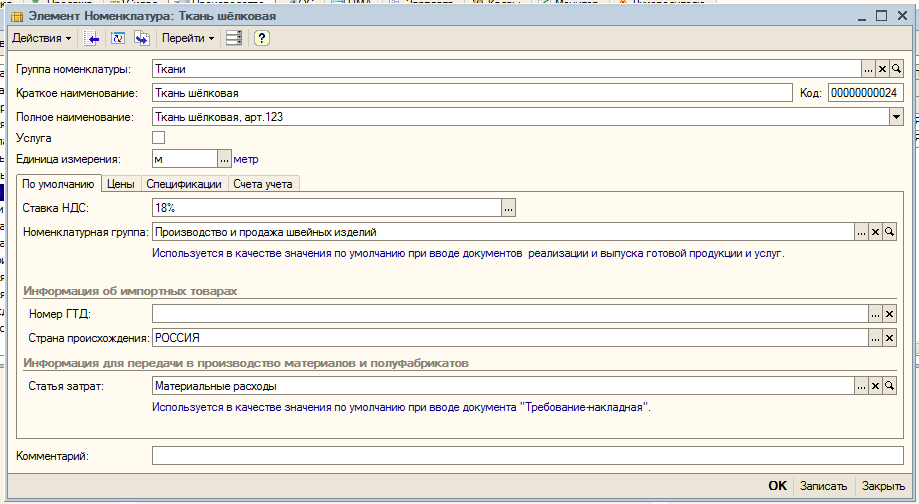 Элемент Номенклатура: Ткань шёлковая
Действия Перейти
Группа номенклатуры: Ткани
Краткое наименование: Ткань шёлковая Код: 00000000024
Полное наименование: Ткань шёлковая, арт.123
Услуга
Единица измерения: м метр
По умолчанию Цены Спецификации Счета учета
Ставка НДС: 18%
Номенклатурная группа: Производство и продажа швейных изделий
Используется в качестве значения по умолчанию при вводе документов реализации и выпуска готовой продукции и услуг.
Информация об импортных товарах
Номер ГТД:
Страна происхождения: РОССИЯ
Информация для передачи в производство материалов и полуфабрикатов
Статья затрат: Материальные расходы
Используется в качестве значения по умолчанию при вводе документа "Требование-накладная".
Комментарий:
OK Записать Закрыть